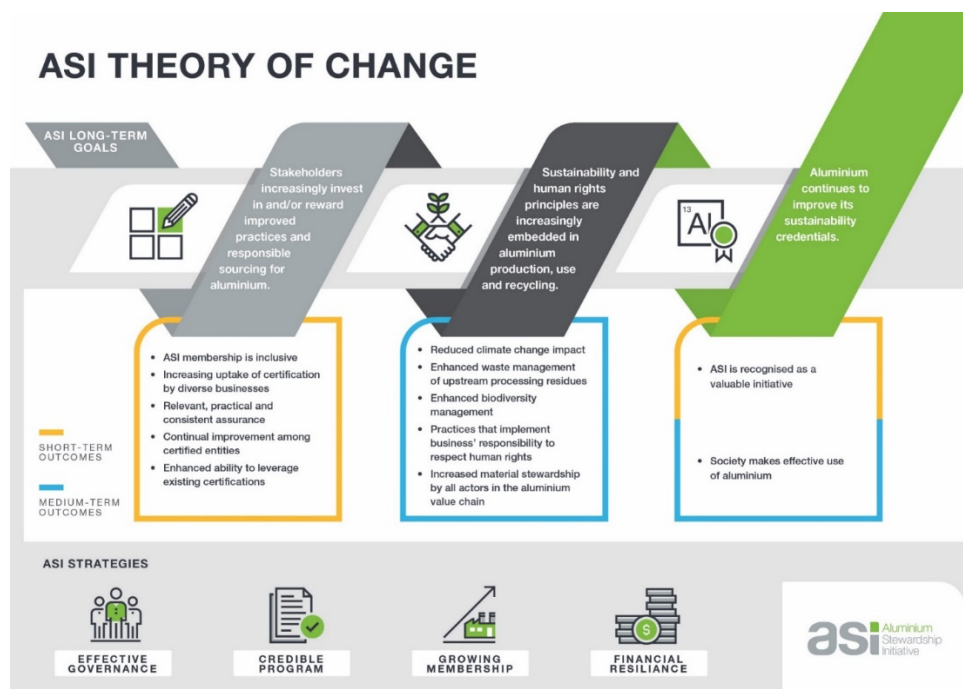 ASI THEORY OF CHANGE
ASI LONG-TERM
GOALS
Stakeholders
increasingly invest
in and/or reward
improved
practices and
responsible
sourcing for
aluminium.
Sustainability and
human rights
principles are
increasingly
embedded in
aluminium
production, use
and recycling.
13
Al
Aluminium
continues to
improve its
sustainability
credentials.
• ASI membership is inclusive
• Increasing uptake of certification
by diverse businesses
• Relevant, practical and
consistent assurance
• Continual improvement among
certified entities
• Enhanced ability to leverage
existing certifications
• Reduced climate change impact
• Enhanced waste management
of upstream processing residues
• Enhanced biodiversity
management
• Practices that implement
business' responsibility to
respect human rights
• Increased material stewardship
by all actors in the aluminium
value chain
• ASI is recognised as a
valuable initiative
• Society makes effective use
of aluminium
SHORT-TERM
OUTCOMES
MEDIUM-TERM
OUTCOMES
ASI STRATEGIES
EFFECTIVE
GOVERNANCE
CREDIBLE
PROGRAM
GROWING
MEMBERSHIP
$
FINANCIAL
RESILIANCE
asi
Aluminium
Stewardship
Initiative